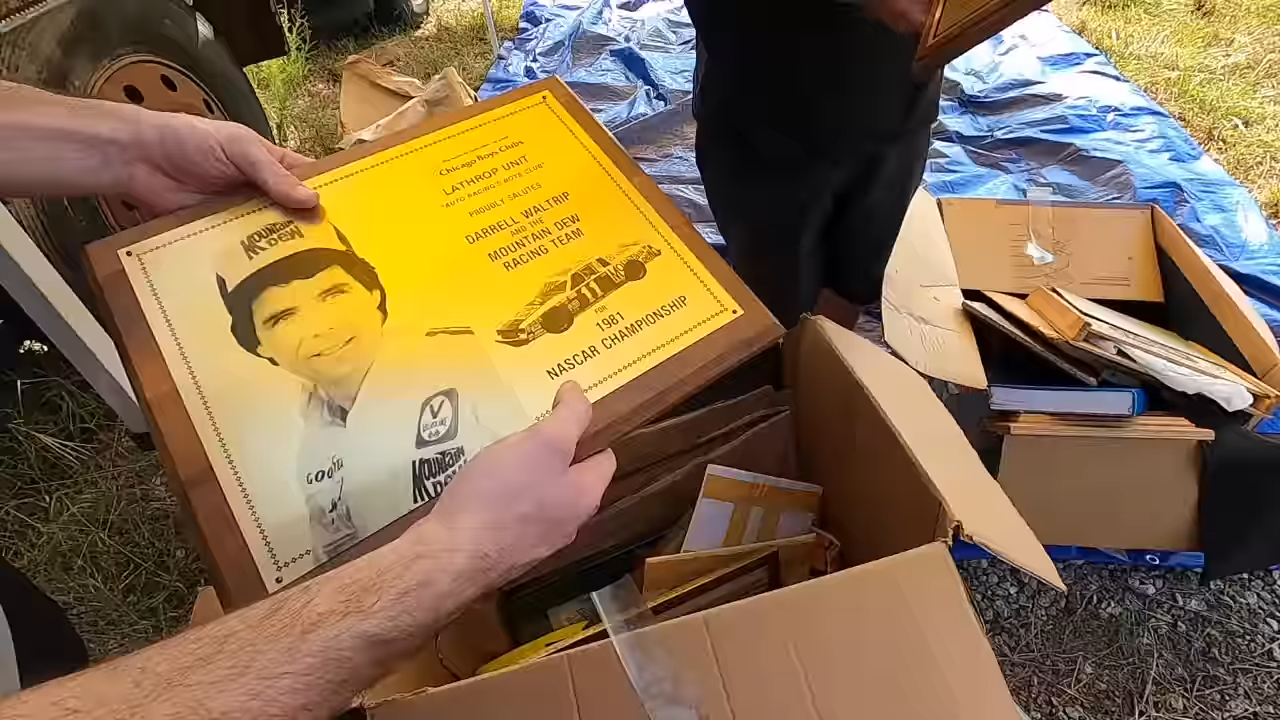 Chicago Boys Clubs
LATHROP UNIT
"AUTO RACING'S BOYS CLUB"
PROUDLY SALUTES
DARRELL WALTRIP
AND THE
MOUNTAIN DEW
RACING TEAM
11
FOR
1981
NASCAR CHAMPIONSHIP
MOUNTAIN
DEW
V
MOUNTAIN
DEW